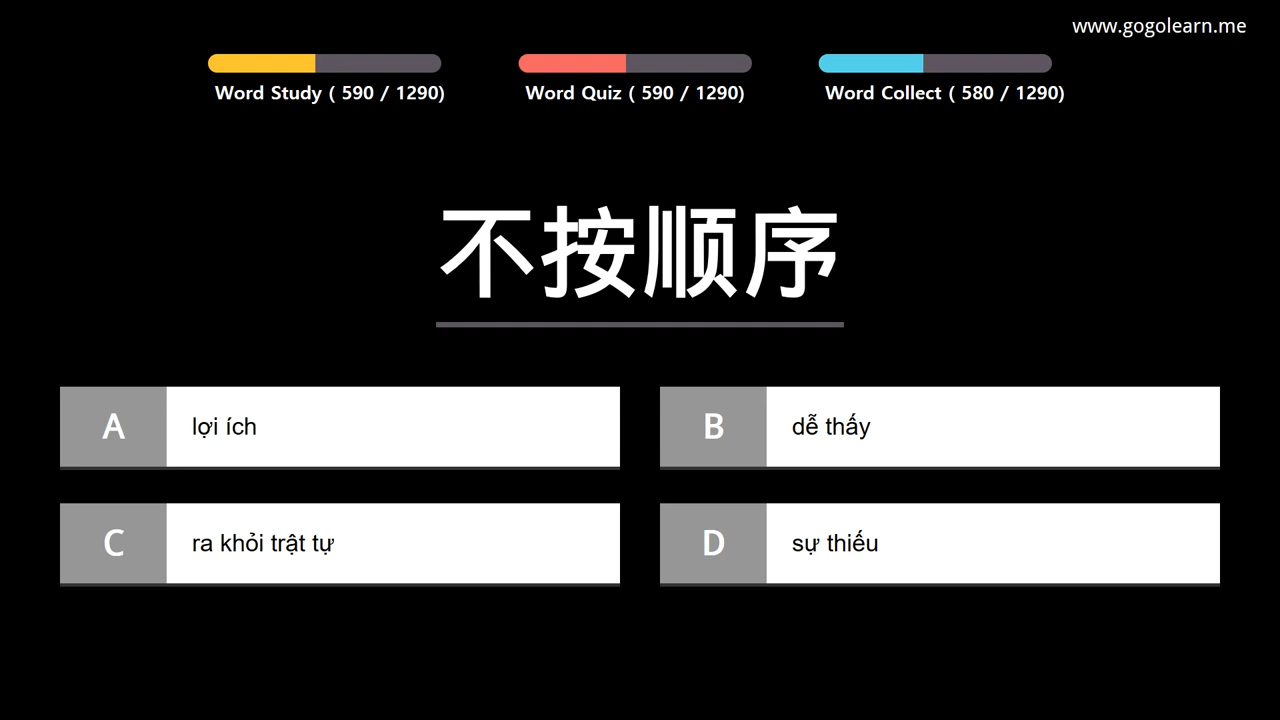 www.gogolearn.me
Word Study ( 590 / 1290)
Word Quiz ( 590 / 1290)
Word Collect ( 580 / 1290)
不按顺序
A
lợi ích
B
dễ thấy
C
ra khỏi trật tự
D
sự thiếu